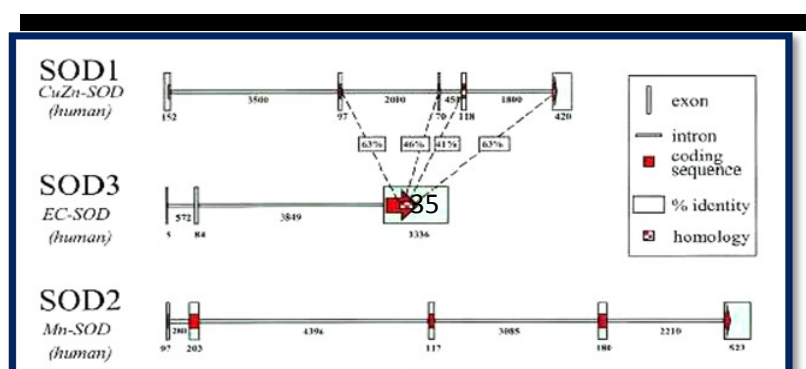 SOD1
CuZn-SOD
(human)
3500 2010 1800
152 97 70 118 420
63% 46% 41% 63%
SOD3
EC-SOD
(human)
35
572 3849
5 84 1336
SOD2
Mn-SOD
(human)
280 4396 3085 2210
97 203 117 180 523
exon
intron
coding
sequence
% identity
homology